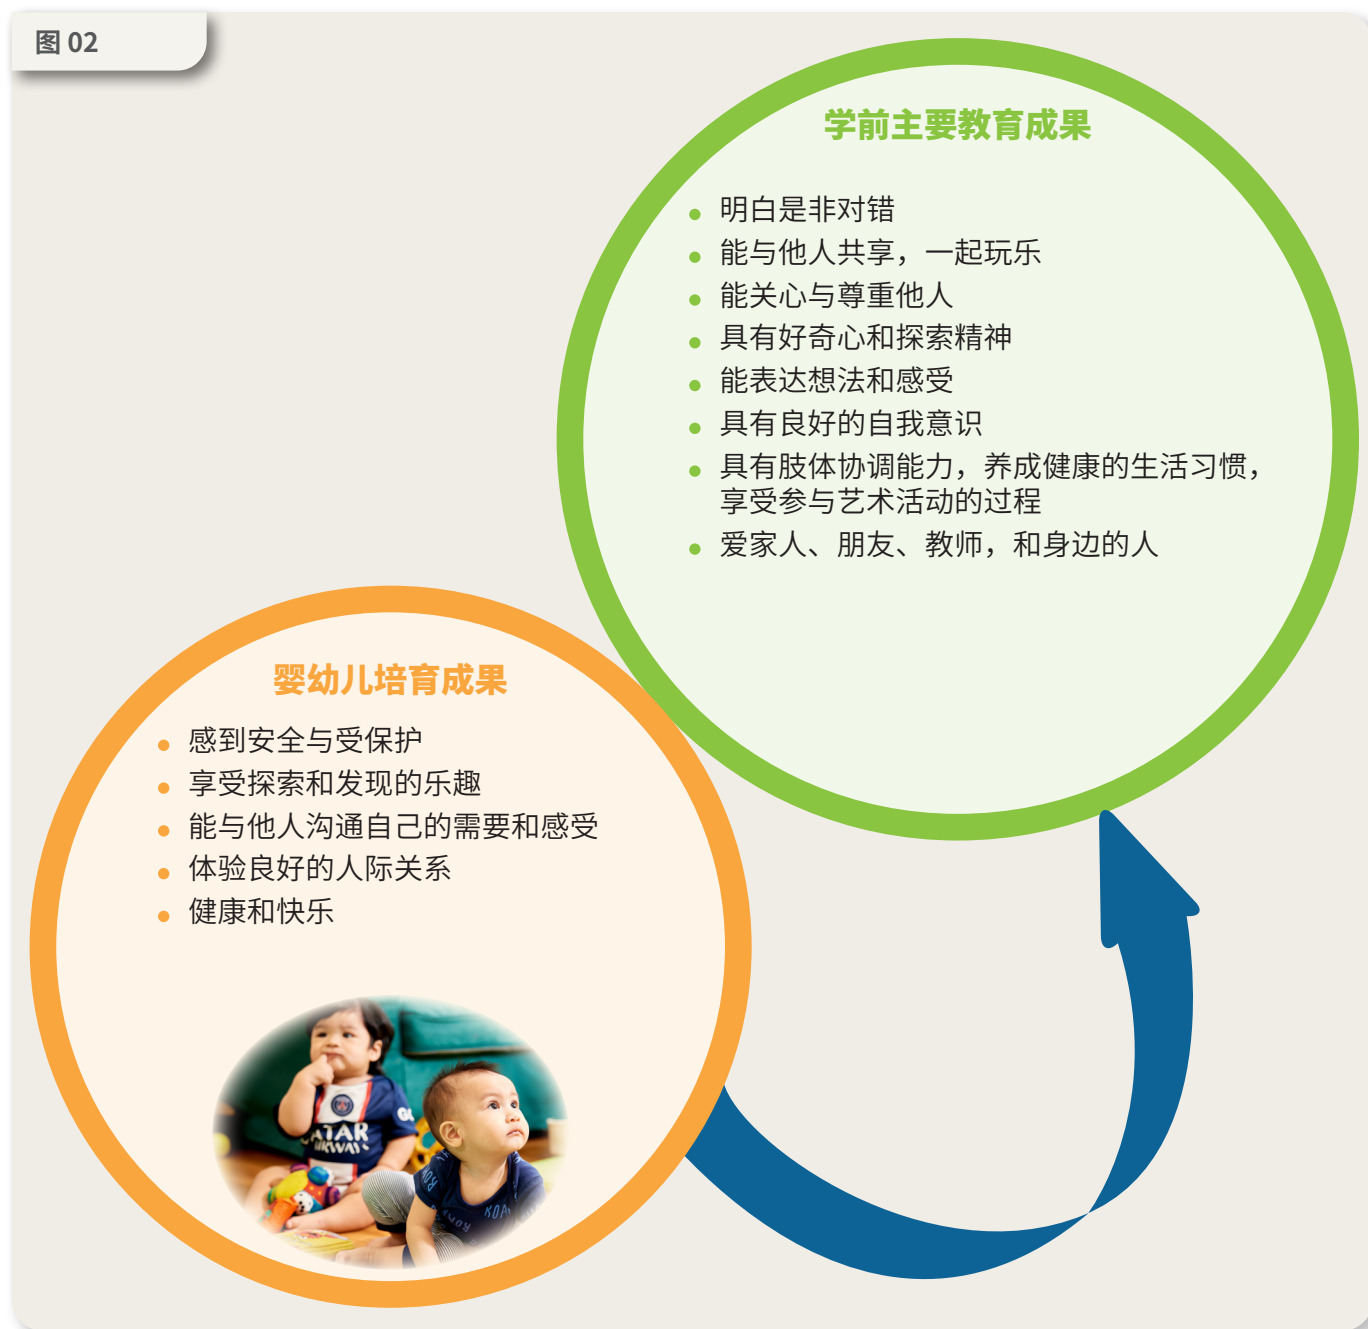 图 02
学前主要教育成果
明白是非对错
能与他人共享，一起玩乐
能关心与尊重他人
具有好奇心和探索精神
能表达想法和感受
具有良好的自我意识
具有肢体协调能力，养成健康的生活习惯，
享受参与艺术活动的过程
爱家人、朋友、教师，和身边的人
婴幼儿培育成果
感到安全与受保护
享受探索和发现的乐趣
能与他人沟通自己的需要和感受
体验良好的人际关系
健康和快乐